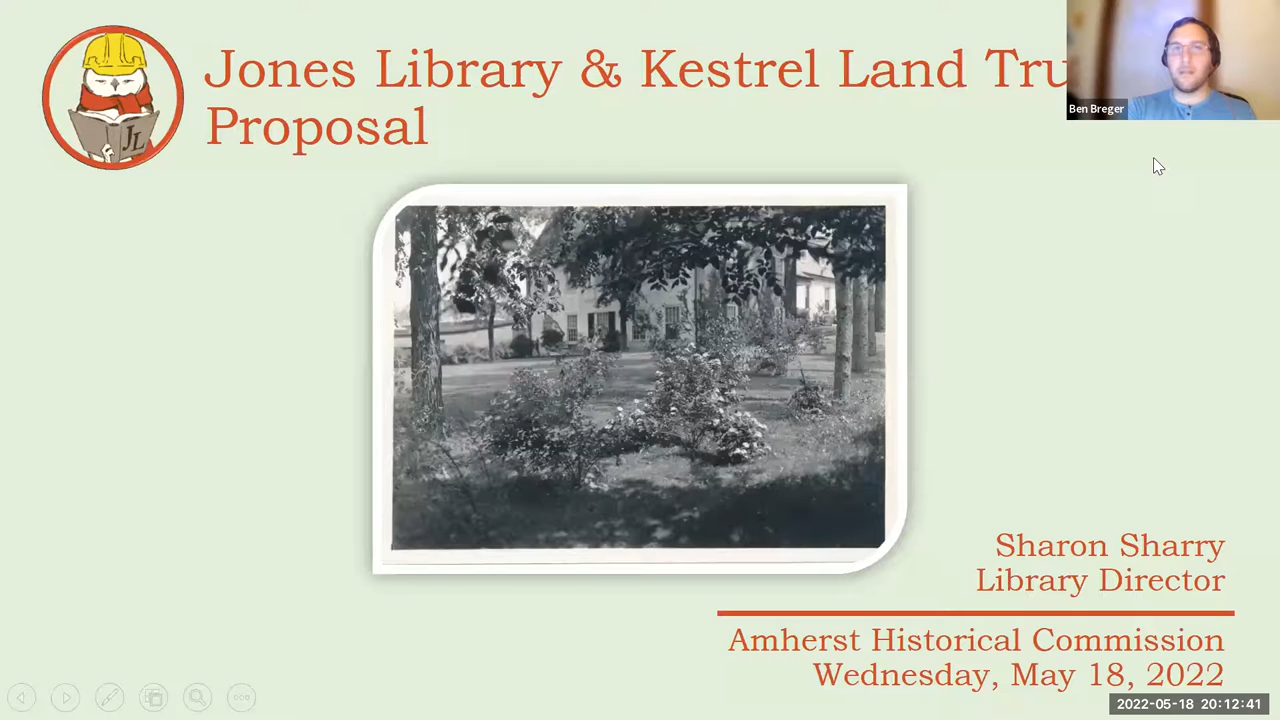 Jones Library & Kestrel Land Tru
Proposal
Ben Breger
JL
Sharon Sharry
Library Director
Amherst Historical Commission
Wednesday, May 18, 2022
2022-05-18 20:12:41